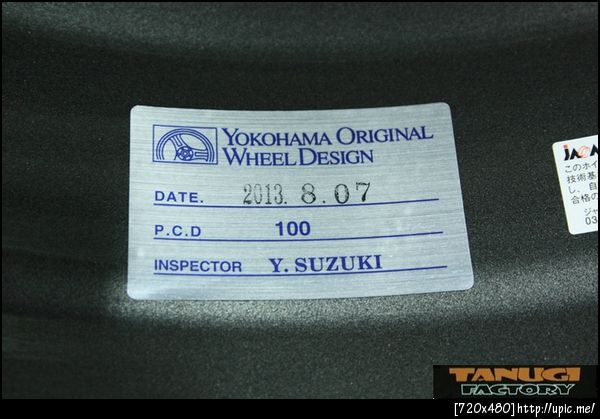 YOKOHAMA ORIGINAL
WHEEL DESIGN
DATE. 2013. 8.07
P.C.D 100
INSPECTOR Y. SUZUKI
このホイ
技術基
し、自
合格の
ジャ
03
TANUGI
FACTORY
[720x480]http://upic.me/